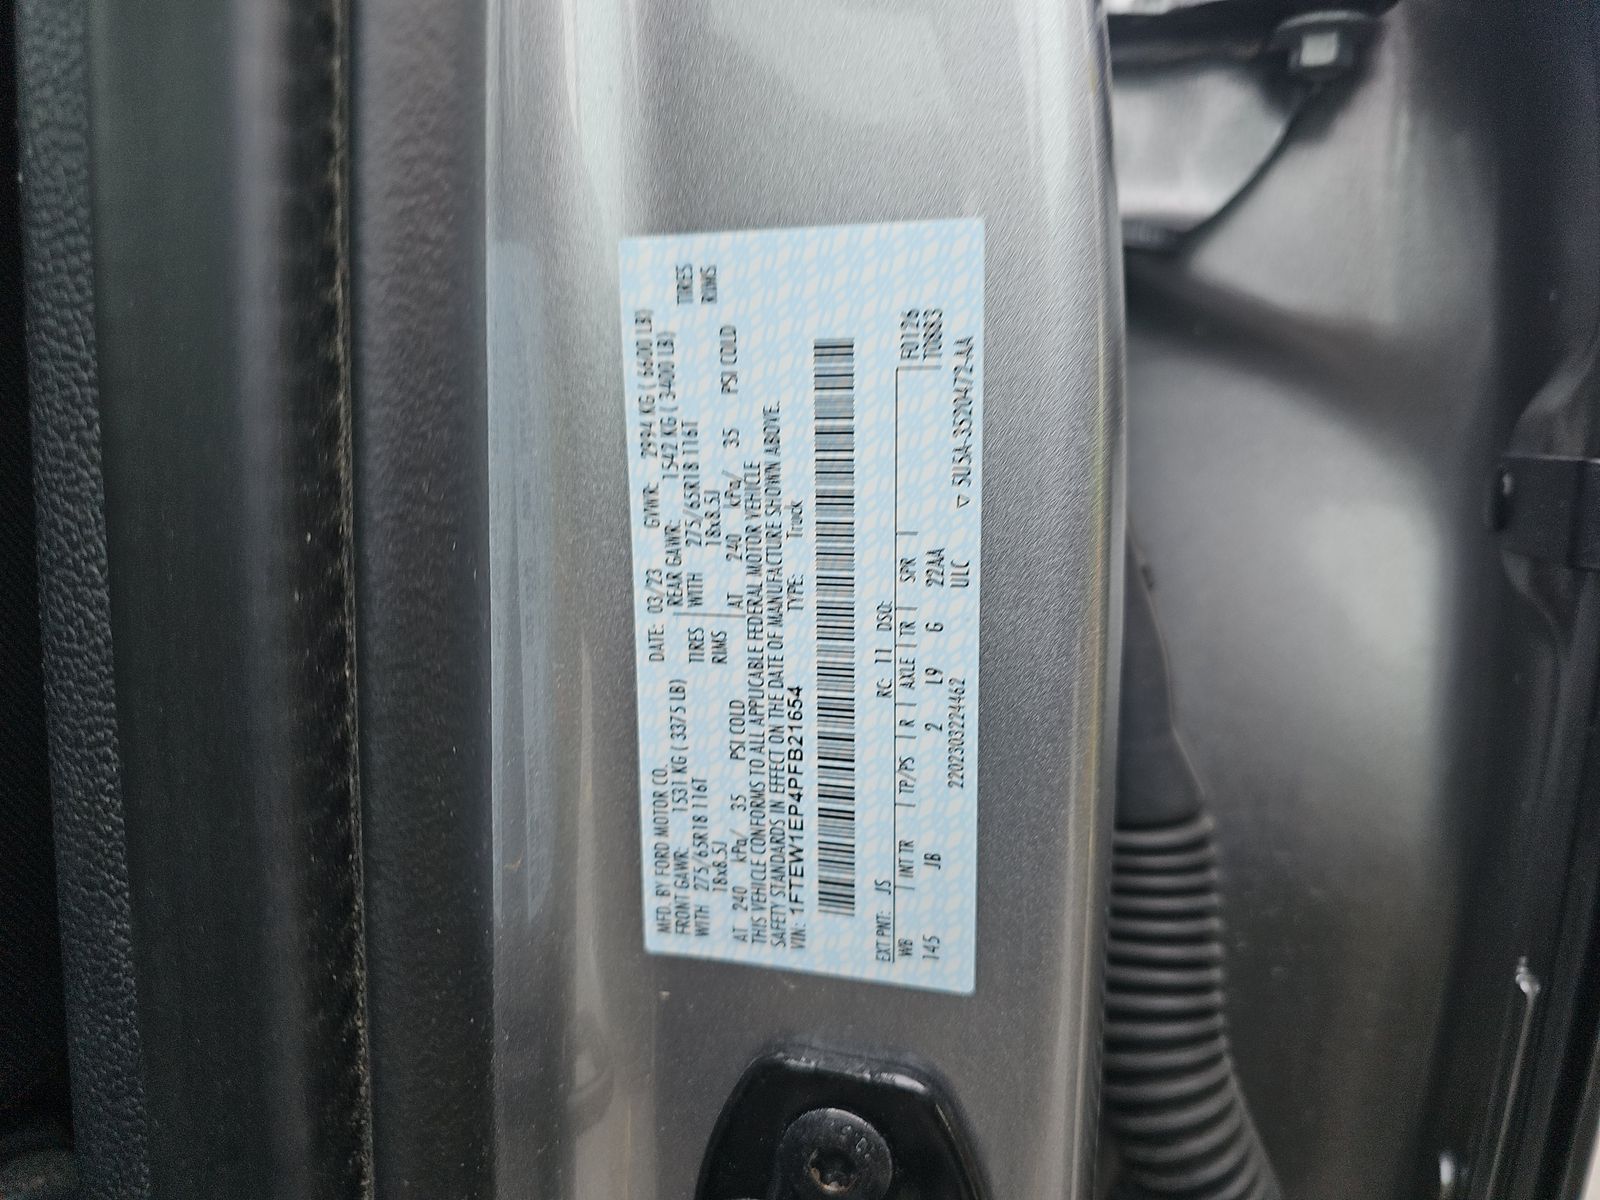 MFD. BY FORD MOTOR CO.
DATE: 03/23 GVWR: 2994 KG ( 6600 LB)
FRONT GAWR: 1531 KG ( 3375 LB) REAR GAWR: 1542 KG ( 3400 LB)
WITH 275/65R18 116T TIRES WITH 275/65R18 116T TIRES
18x8.5J RIMS 18x8.5J RIMS
AT 240 kPa/ 35 PSI COLD AT 240 kPa/ 35 PSI COLD
THIS VEHICLE CONFORMS TO ALL APPLICABLE FEDERAL MOTOR VEHICLE
SAFETY STANDARDS IN EFFECT ON THE DATE OF MANUFACTURE SHOWN ABOVE.
VIN: 1FTEW1EP4PFB21654 TYPE: Truck
EXT PNT: JS RC: 11 DSO:
WB | INT TR | TP/PS | R | AXLE | TR | SPR | F0126
145 JB 2 L9 G 22AA T0883
2202303224462 ULC ▽ 5U5A-3520472-AA